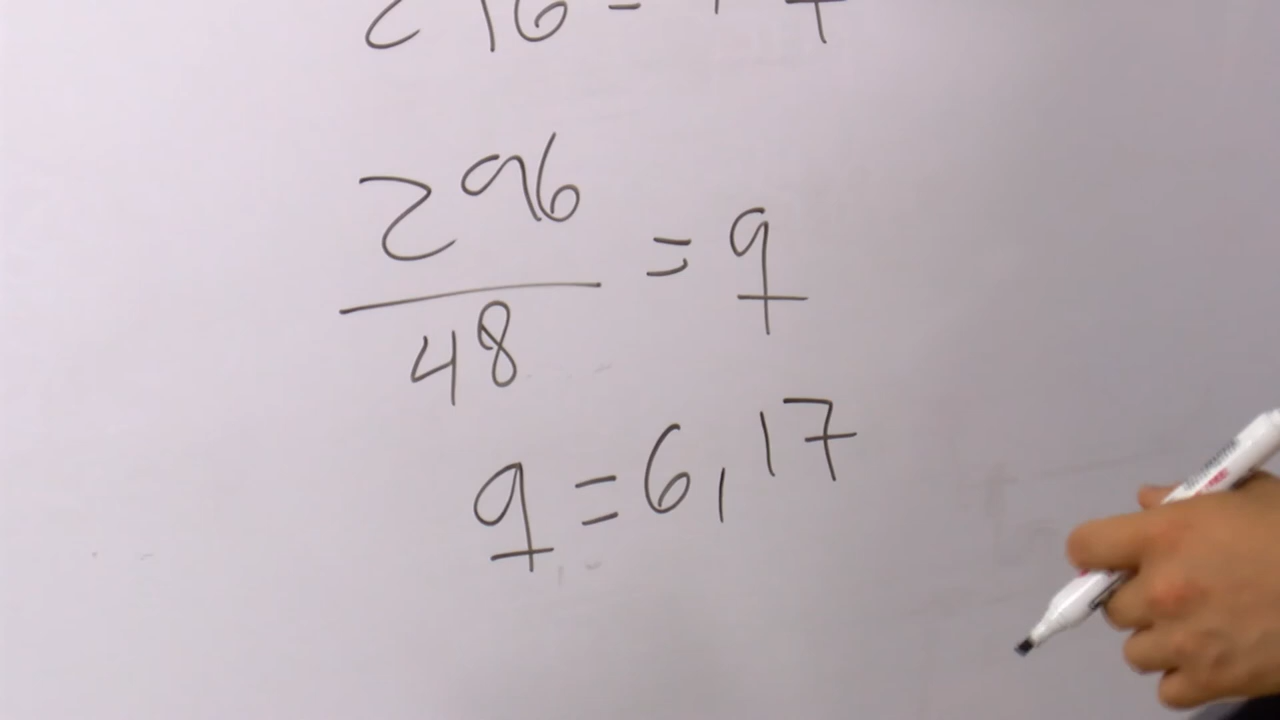 296
48
= q
q = 6,17